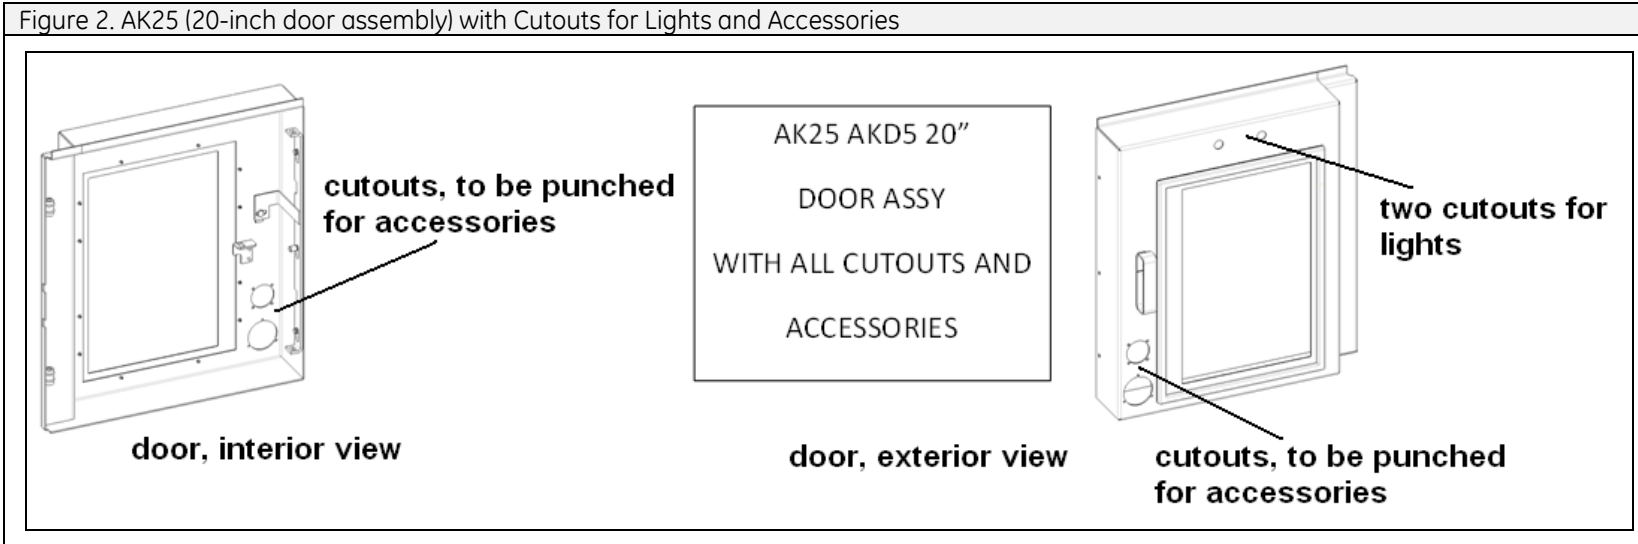 Figure 2. AK25 (20-inch door assembly) with Cutouts for Lights and Accessories
cutouts, to be punched
for accessories
door, interior view
AK25 AKD5 20”
DOOR ASSY
WITH ALL CUTOUTS AND
ACCESSORIES
two cutouts for
lights
door, exterior view
cutouts, to be punched
for accessories